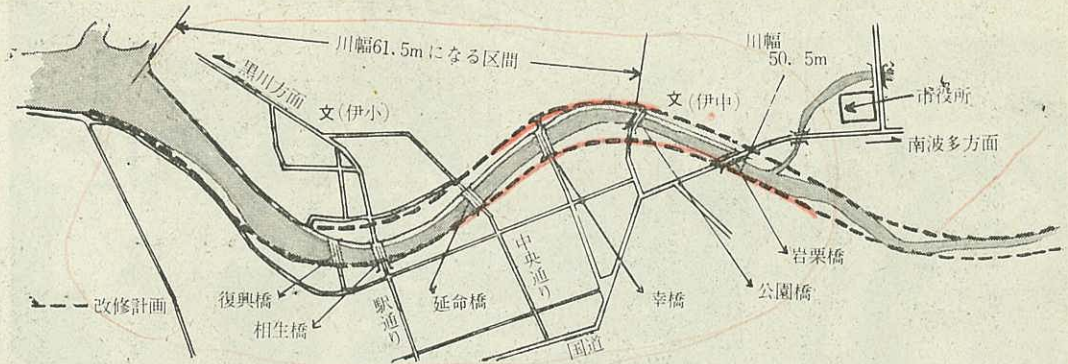 川幅61.5mになる区間
川幅
50.5m
黒川方面
文(伊小)
文(伊中)
市役所
南波多方面
岩栗橋
公園橋
幸橋
中央通り
延命橋
駅通り
相生橋
復興橋
国道
改修計画